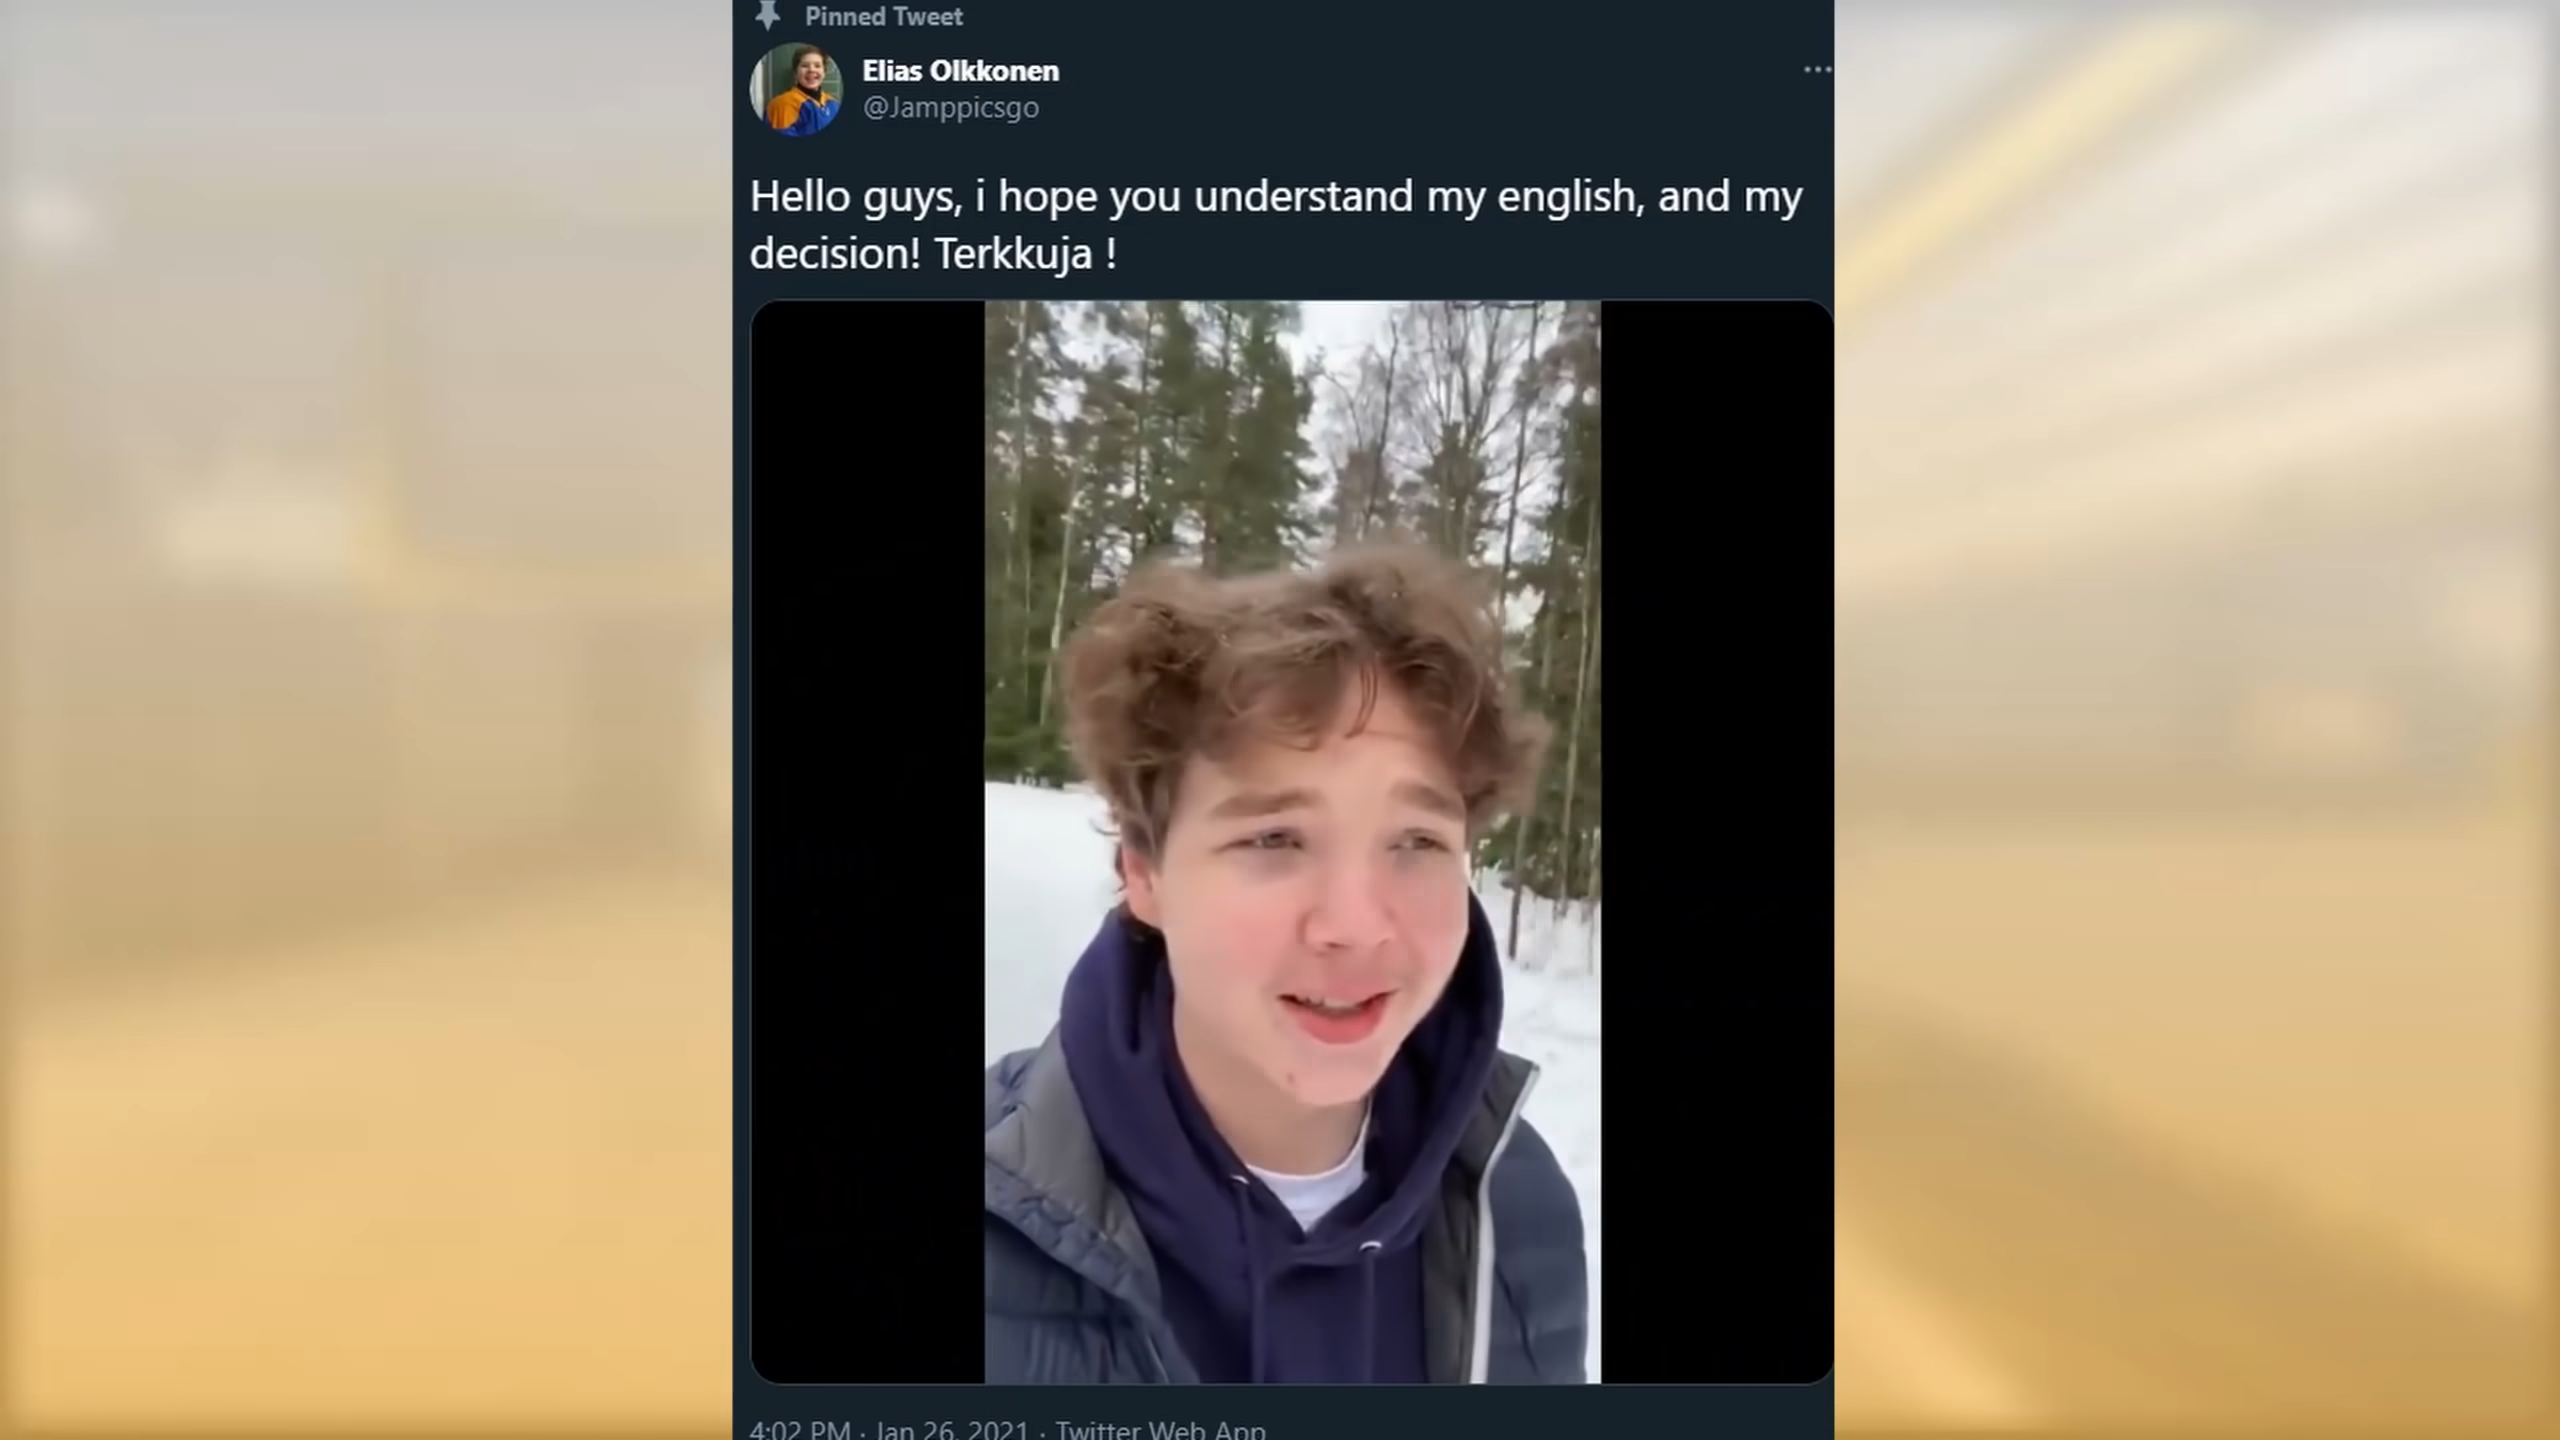 Pinned Tweet
Elias Olkkonen
@Jamppicsgo
Hello guys, i hope you understand my english, and my
decision! Terkkuja !
4:02 PM · Jan 26, 2021 · Twitter Web App